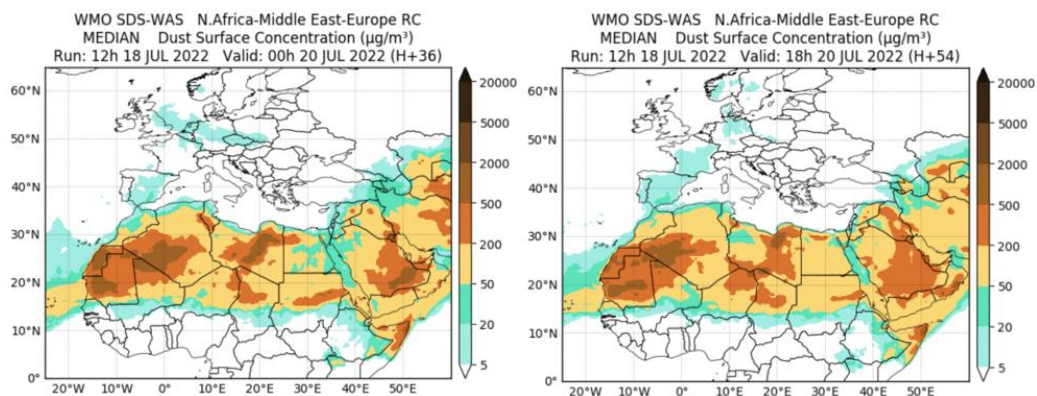 WMO SDS-WAS N.Africa-Middle East-Europe RC
MEDIAN Dust Surface Concentration (µg/m³)
Run: 12h 18 JUL 2022 Valid: 00h 20 JUL 2022 (H+36)
60°N
50°N
40°N
30°N
20°N
10°N
0°
20°W
10°W
0°
10°E
20°E
30°E
40°E
50°E
20000
5000
2000
500
200
50
20
5
WMO SDS-WAS N.Africa-Middle East-Europe RC
MEDIAN Dust Surface Concentration (µg/m³)
Run: 12h 18 JUL 2022 Valid: 18h 20 JUL 2022 (H+54)
60°N
50°N
40°N
30°N
20°N
10°N
0°
20°W
10°W
0°
10°E
20°E
30°E
40°E
50°E
20000
5000
2000
500
200
50
20
5